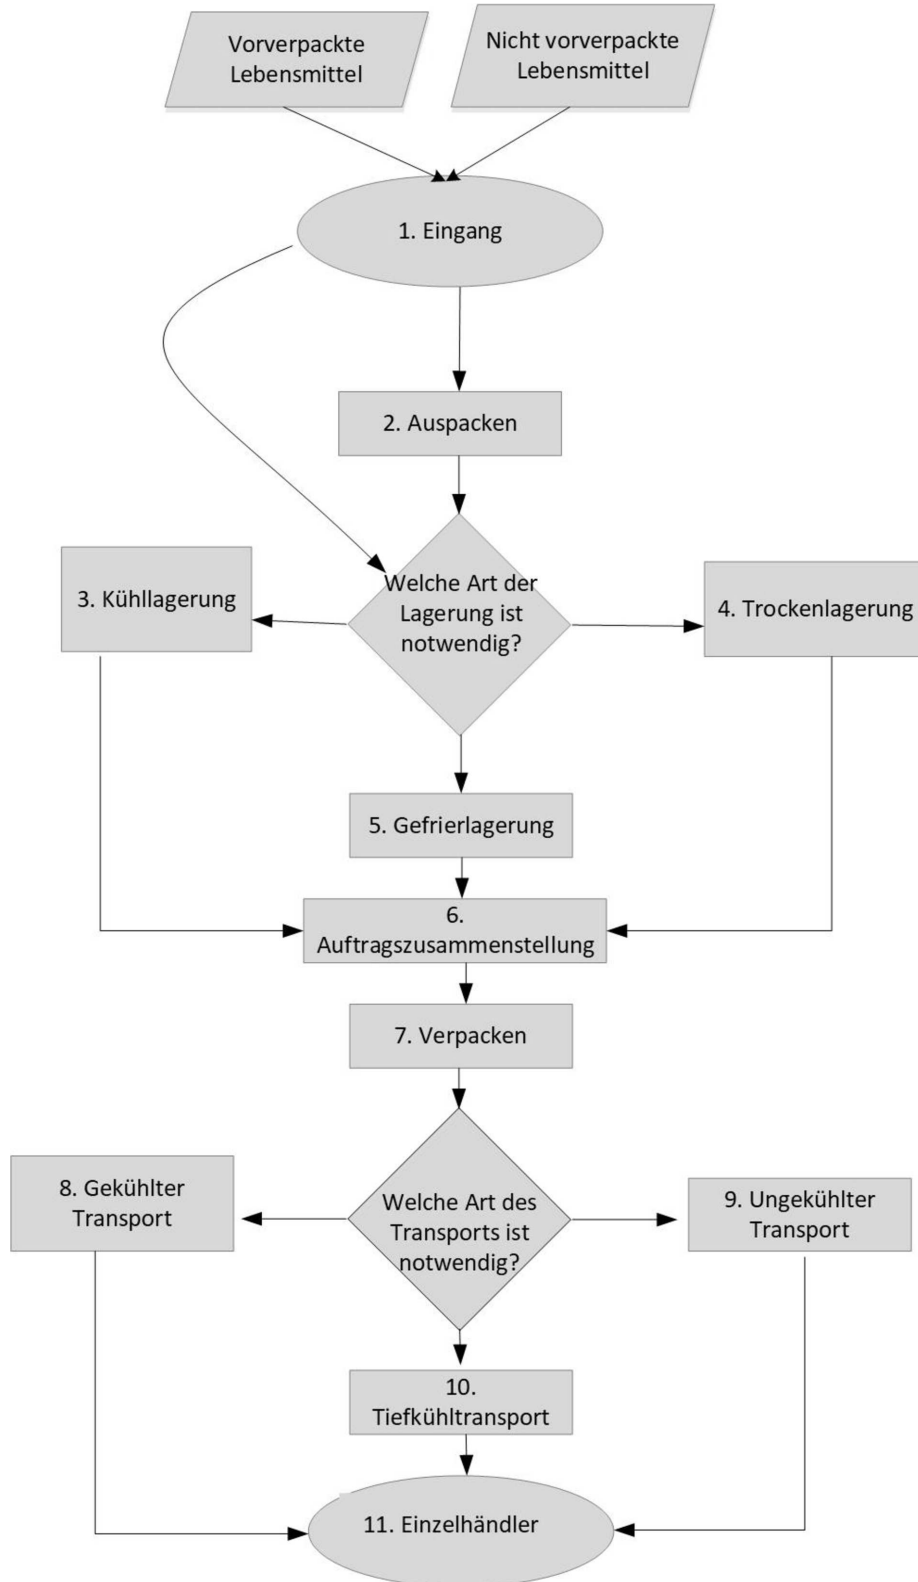 Vorverpackte
Lebensmittel
Nicht vorverpackte
Lebensmittel
1. Eingang
2. Auspacken
Welche Art der
Lagerung ist
notwendig?
3. Kühllagerung
4. Trockenlagerung
5. Gefrierlagerung
6.
Auftragszusammenstellung
7. Verpacken
8. Gekühlter
Transport
Welche Art des
Transports ist
notwendig?
9. Ungekühlter
Transport
10.
Tiefkühltransport
11. Einzelhändler